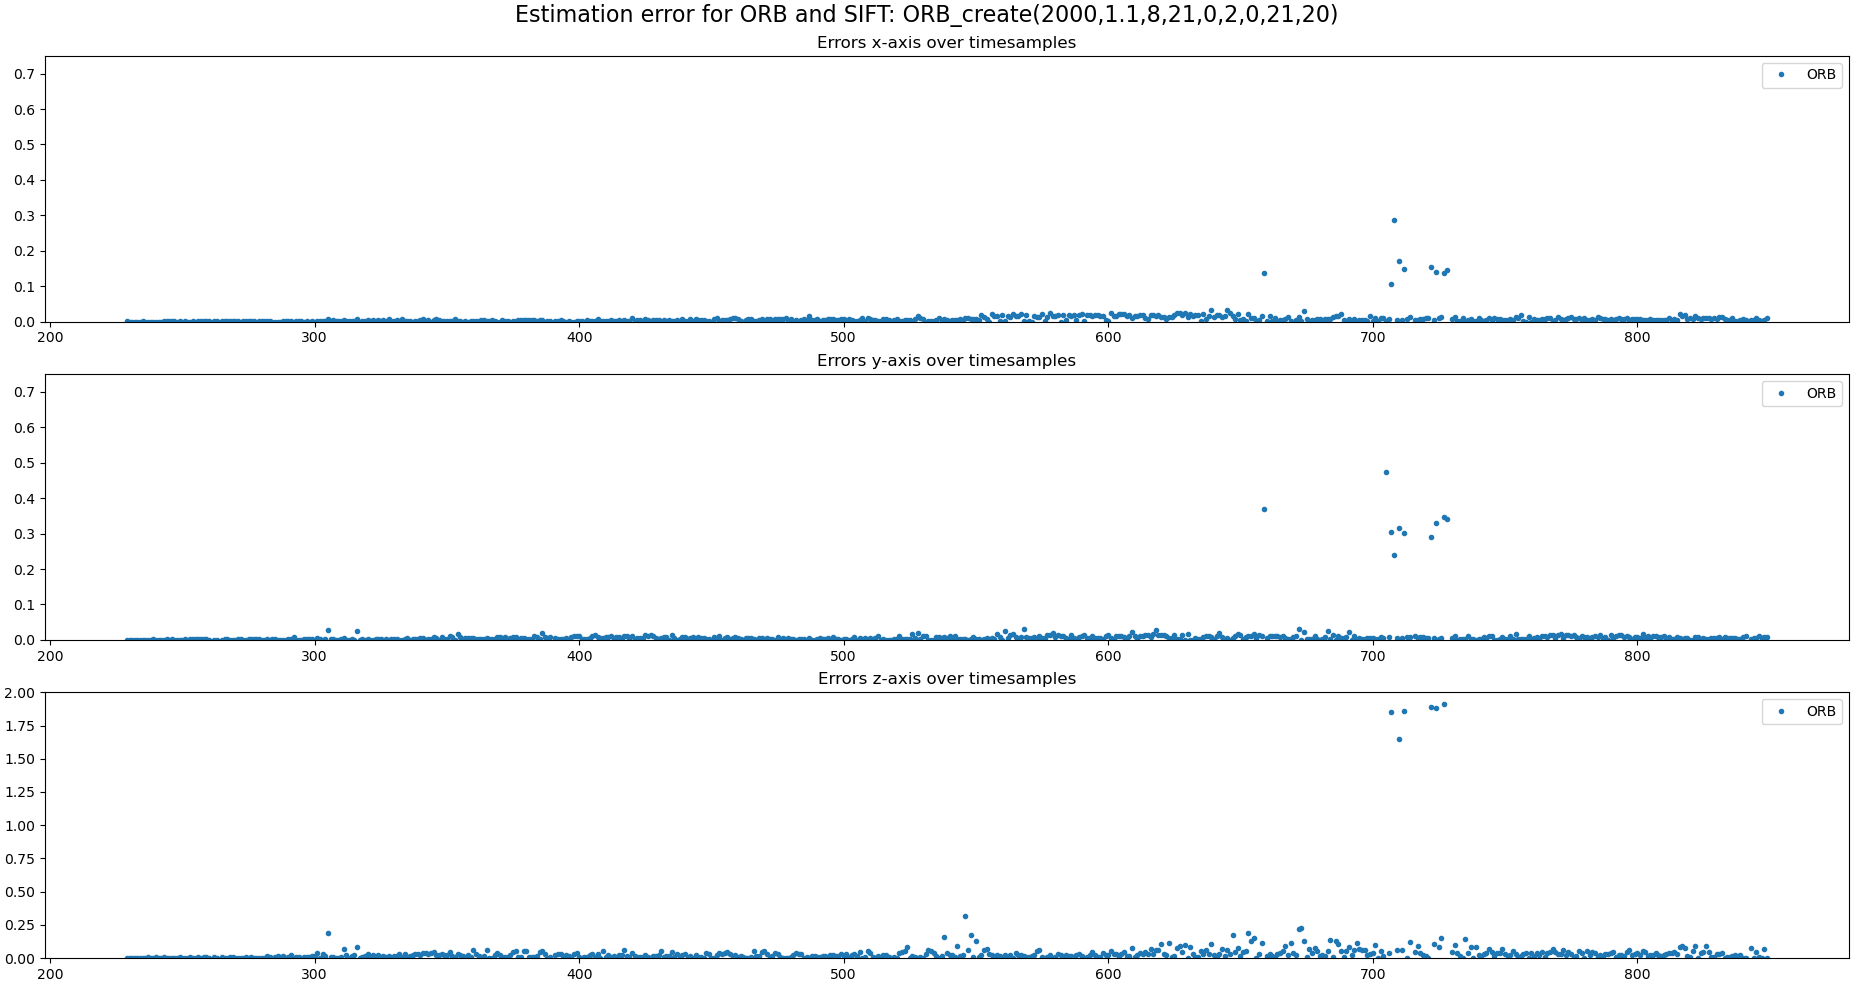 Estimation error for ORB and SIFT: ORB_create(2000,1.1,8,21,0,2,0,21,20)
Errors x-axis over timesamples
ORB
0.7
0.6
0.5
0.4
0.3
0.2
0.1
0.0
200 300 400 500 600 700 800
Errors y-axis over timesamples
ORB
0.7
0.6
0.5
0.4
0.3
0.2
0.1
0.0
200 300 400 500 600 700 800
Errors z-axis over timesamples
ORB
2.00
1.75
1.50
1.25
1.00
0.75
0.50
0.25
0.00
200 300 400 500 600 700 800